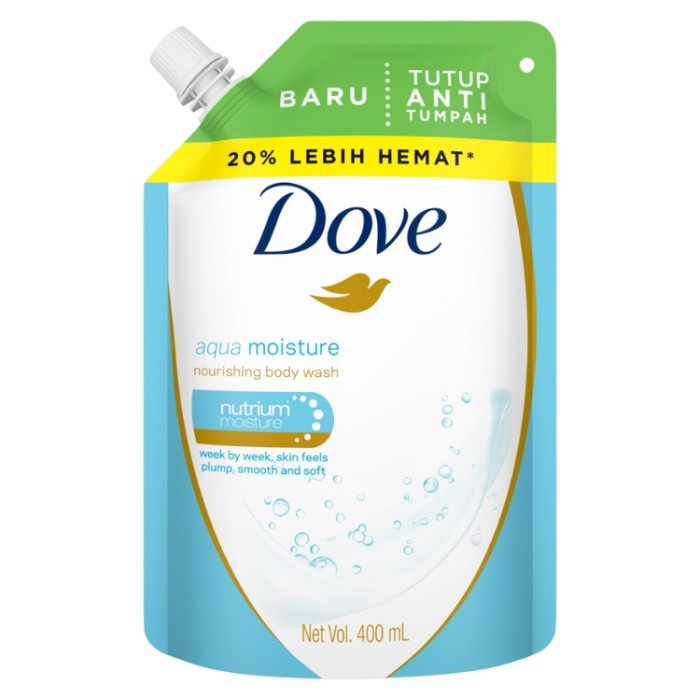 BARU
TUTUP
ANTI
TUMPAH
20% LEBIH HEMAT*
Dove
aqua moisture
nourishing body wash
nutrium
moisture
week by week, skin feels
plump, smooth and soft
Net Vol. 400 mL